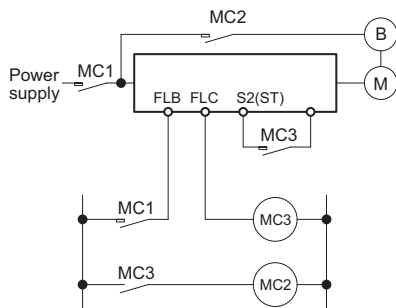 MC2
B
Power
supply
MC1
M
FLB
FLC
S2(ST)
MC3
MC1
MC3
MC3
MC2